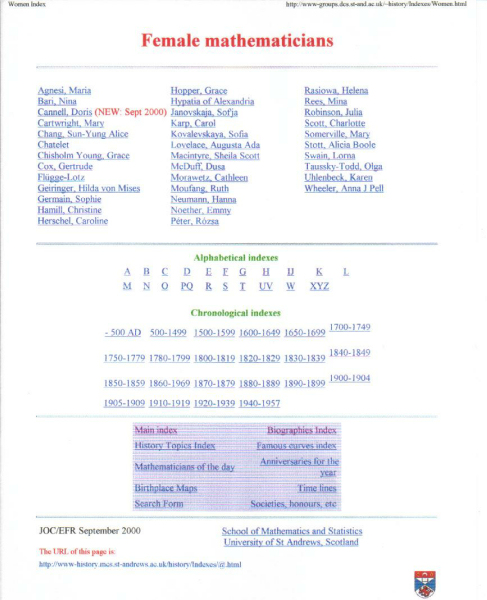 Women Index
http://www-groups.dcs.st-and.ac.uk/~history/Indexes/Women.html
Female mathematicians
Agnesi, Maria
Bari, Nina
Cannell, Doris (NEW: Sept 2000)
Cartwright, Mary
Chang, Sun-Yung Alice
Chatelet
Chisholm Young, Grace
Cox, Gertrude
Flügge-Lotz
Geiringer, Hilda von Mises
Germain, Sophie
Hamill, Christine
Herschel, Caroline
Hopper, Grace
Hypatia of Alexandria
Janovskaja, Sof'ja
Karp, Carol
Kovalevskaya, Sofia
Lovelace, Augusta Ada
Macintyre, Sheila Scott
McDuff, Dusa
Morawetz, Cathleen
Moufang, Ruth
Neumann, Hanna
Noether, Emmy
Péter, Rózsa
Rasiowa, Helena
Rees, Mina
Robinson, Julia
Scott, Charlotte
Somerville, Mary
Stott, Alicia Boole
Swain, Lorna
Taussky-Todd, Olga
Uhlenbeck, Karen
Wheeler, Anna J Pell
Alphabetical indexes
A B C D E F G H IJ K L
M N O PQ R S T UV W XYZ
Chronological indexes
- 500 AD 500-1499 1500-1599 1600-1649 1650-1699 1700-1749
1750-1779 1780-1799 1800-1819 1820-1829 1830-1839 1840-1849
1850-1859 1860-1969 1870-1879 1880-1889 1890-1899 1900-1904
1905-1909 1910-1919 1920-1939 1940-1957
Main index Biographies Index
History Topics Index Famous curves index
Mathematicians of the day Anniversaries for the
year
Birthplace Maps Time lines
Search Form Societies, honours, etc
JOC/EFR September 2000
School of Mathematics and Statistics
University of St Andrews, Scotland
The URL of this page is:
http://www-history.mcs.st-andrews.ac.uk/history/Indexes/@.html